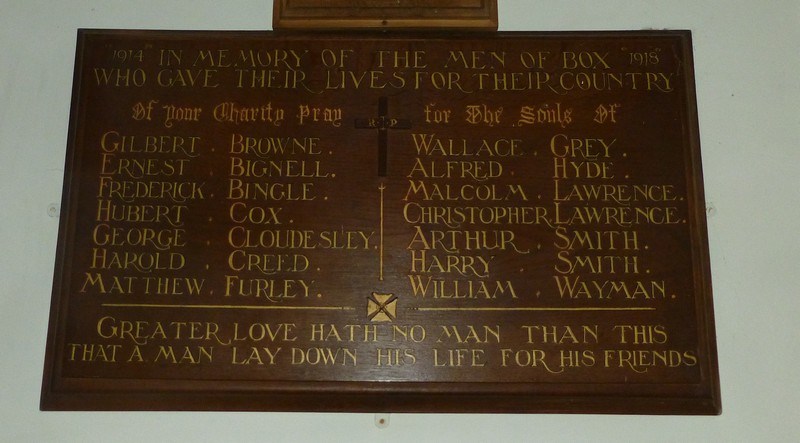 "1914" IN MEMORY OF THE MEN OF BOX "1918"
WHO GAVE THEIR LIVES FOR THEIR COUNTRY
Of your Charity Pray for The Souls Of
R.I.P
GILBERT . BROWNE .
ERNEST . BIGNELL .
FREDERICK . BINGLE .
HUBERT . COX .
GEORGE . CLOUDESLEY .
HAROLD . CREED .
MATTHEW . FURLEY .
WALLACE . GREY .
ALFRED . HYDE .
MALCOLM . LAWRENCE .
CHRISTOPHER . LAWRENCE .
ARTHUR . SMITH .
HARRY . SMITH .
WILLIAM . WAYMAN .
GREATER LOVE HATH NO MAN THAN THIS
THAT A MAN LAY DOWN HIS LIFE FOR HIS FRIENDS